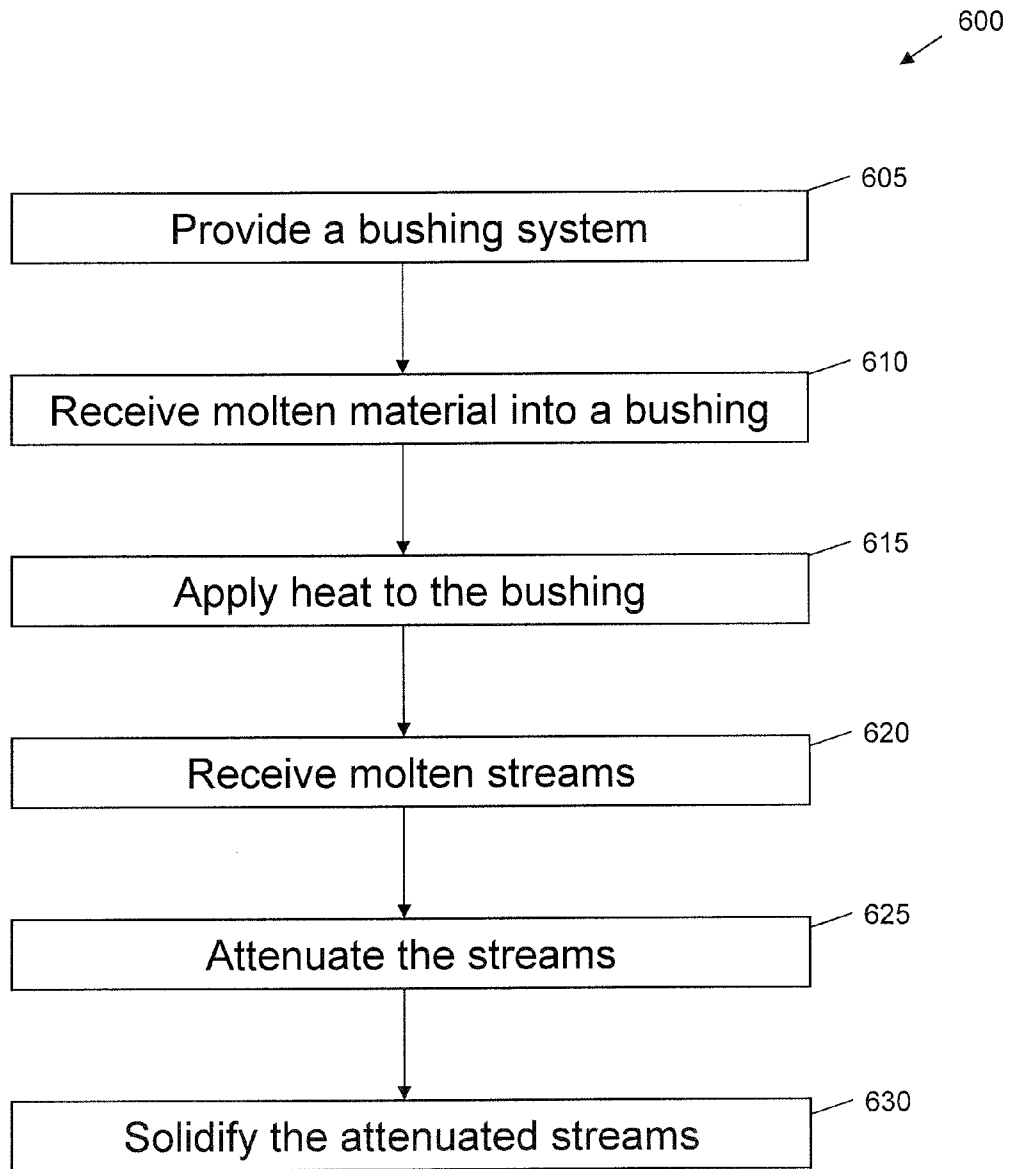 600
605
Provide a bushing system
610
Receive molten material into a bushing
615
Apply heat to the bushing
620
Receive molten streams
625
Attenuate the streams
630
Solidify the attenuated streams